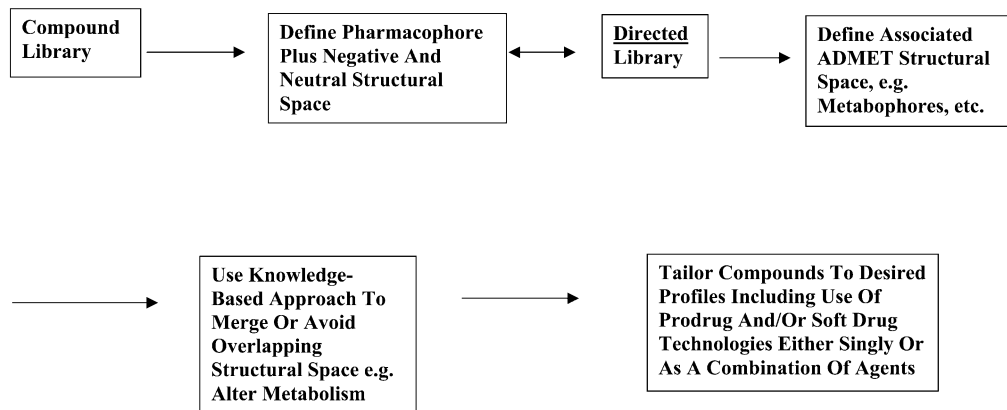 Compound
Library
Define Pharmacophore
Plus Negative And
Neutral Structural
Space
Directed
Library
Define Associated
ADMET Structural
Space, e.g.
Metabophores, etc.
Use Knowledge-
Based Approach To
Merge Or Avoid
Overlapping
Structural Space e.g.
Alter Metabolism
Tailor Compounds To Desired
Profiles Including Use Of
Prodrug And/Or Soft Drug
Technologies Either Singly Or
As A Combination Of Agents